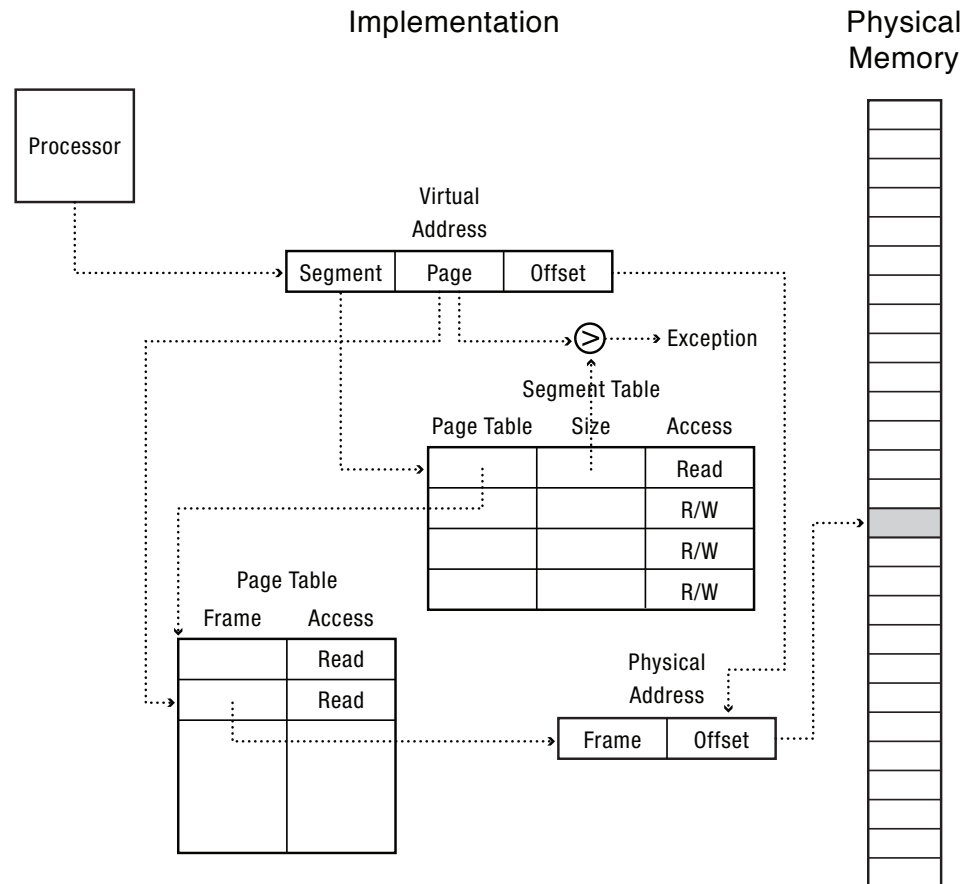 Implementation
Physical
Memory
Processor
Virtual
Address
Segment Page Offset
> Exception
Segment Table
Page Table Size Access
Read
R/W
R/W
R/W
Page Table
Frame Access
Read
Read
Physical
Address
Frame Offset